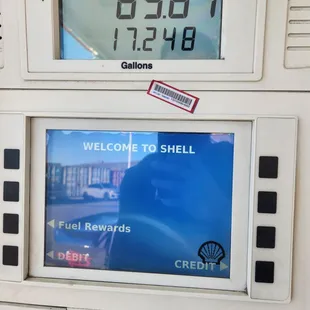 17.248
Gallons
WELCOME TO SHELL
Fuel Rewards
DEBIT
CREDIT